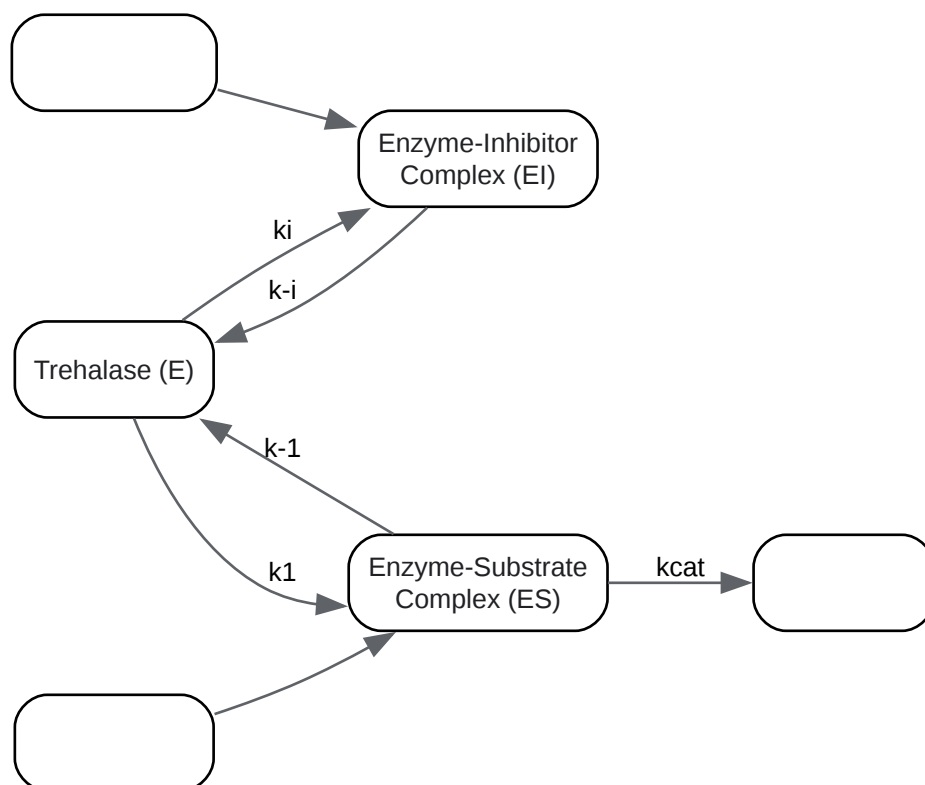 Enzyme-Inhibitor
Complex (EI)
ki
k-i
Trehalase (E)
k-1
k1
Enzyme-Substrate
Complex (ES)
kcat